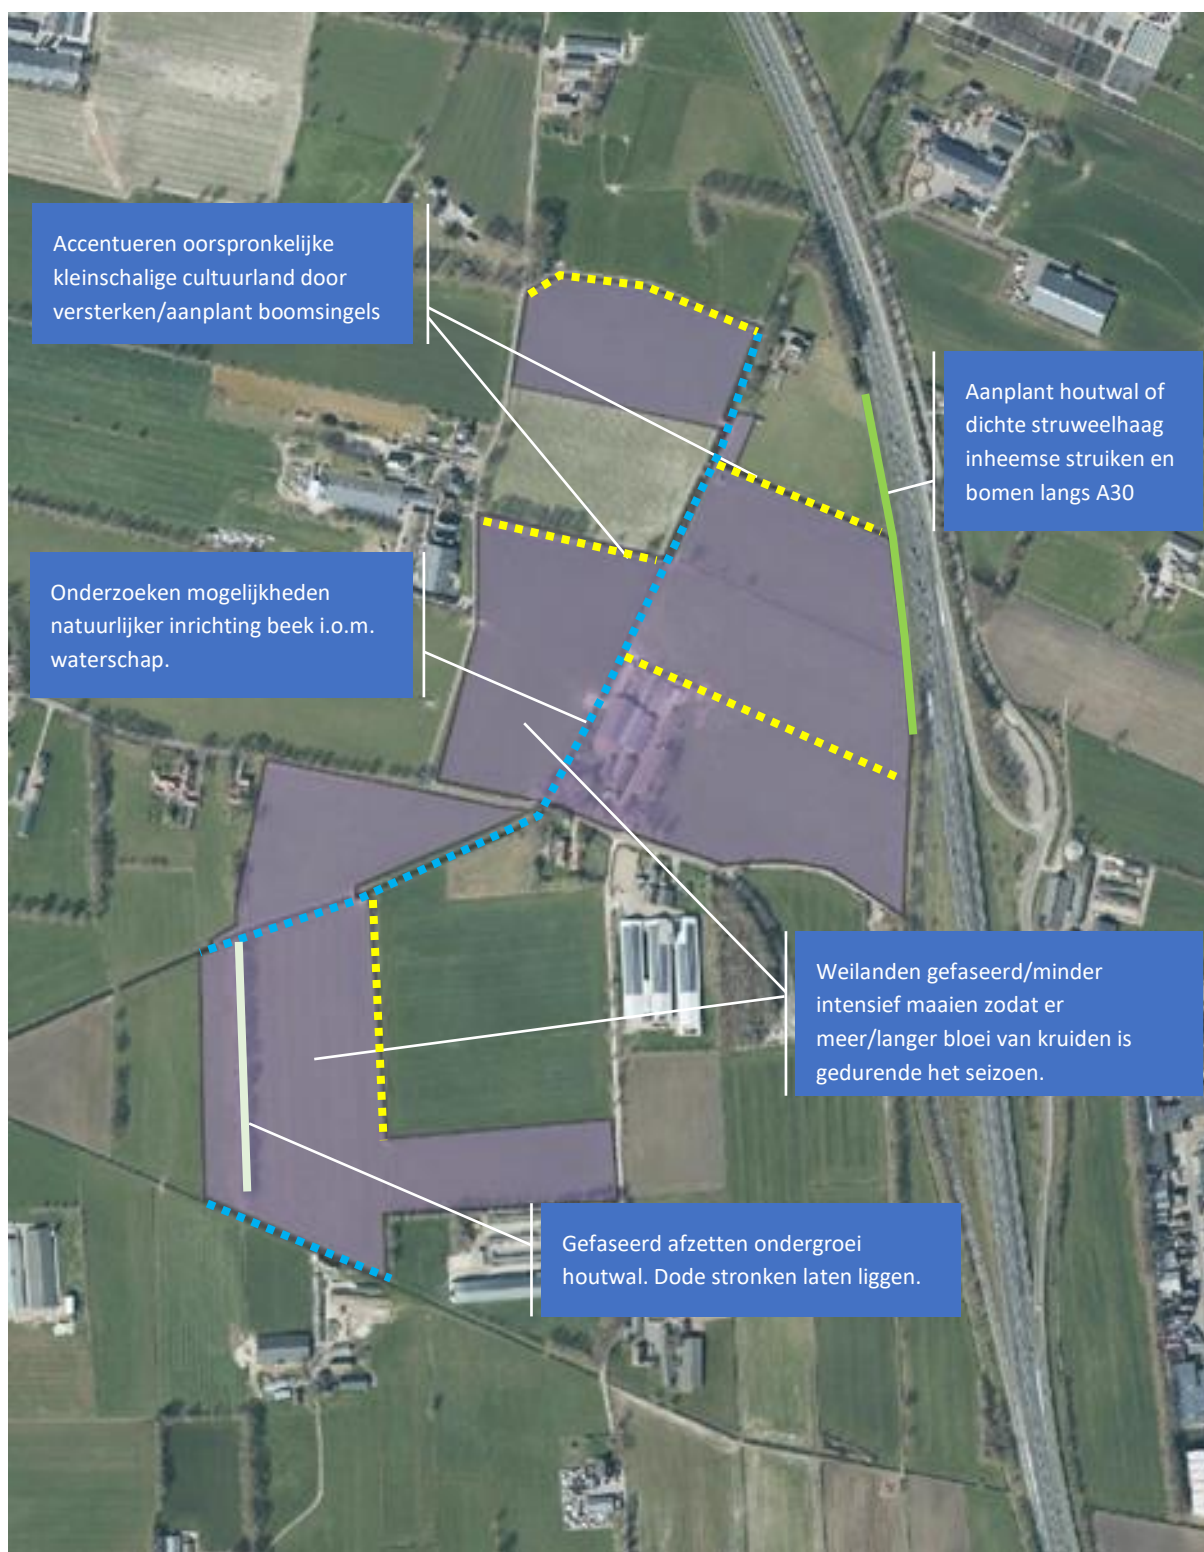 Accentueren oorspronkelijke
kleinschalige cultuurland door
versterken/aanplant boomsingels
Aanplant houtwal of
dichte struweelhaag
inheemse struiken en
bomen langs A30
Onderzoeken mogelijkheden
natuurlijker inrichting beek i.o.m.
waterschap.
Weilanden gefaseerd/minder
intensief maaien zodat er
meer/langer bloei van kruiden is
gedurende het seizoen.
Gefaseerd afzetten ondergroei
houtwal. Dode stronken laten liggen.